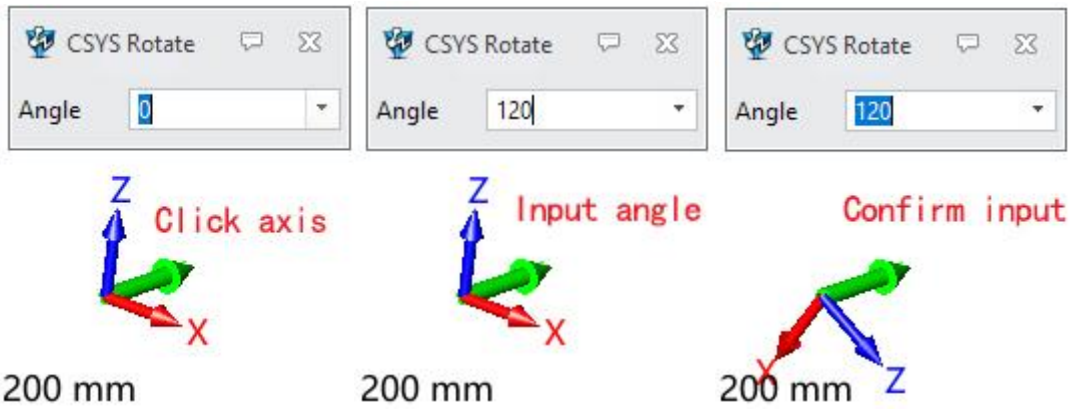 CSYS Rotate
Angle 0
Z
Click axis
X
200 mm
CSYS Rotate
Angle 120
Z
Input angle
X
200 mm
CSYS Rotate
Angle 120
Confirm input
X
Z
200 mm